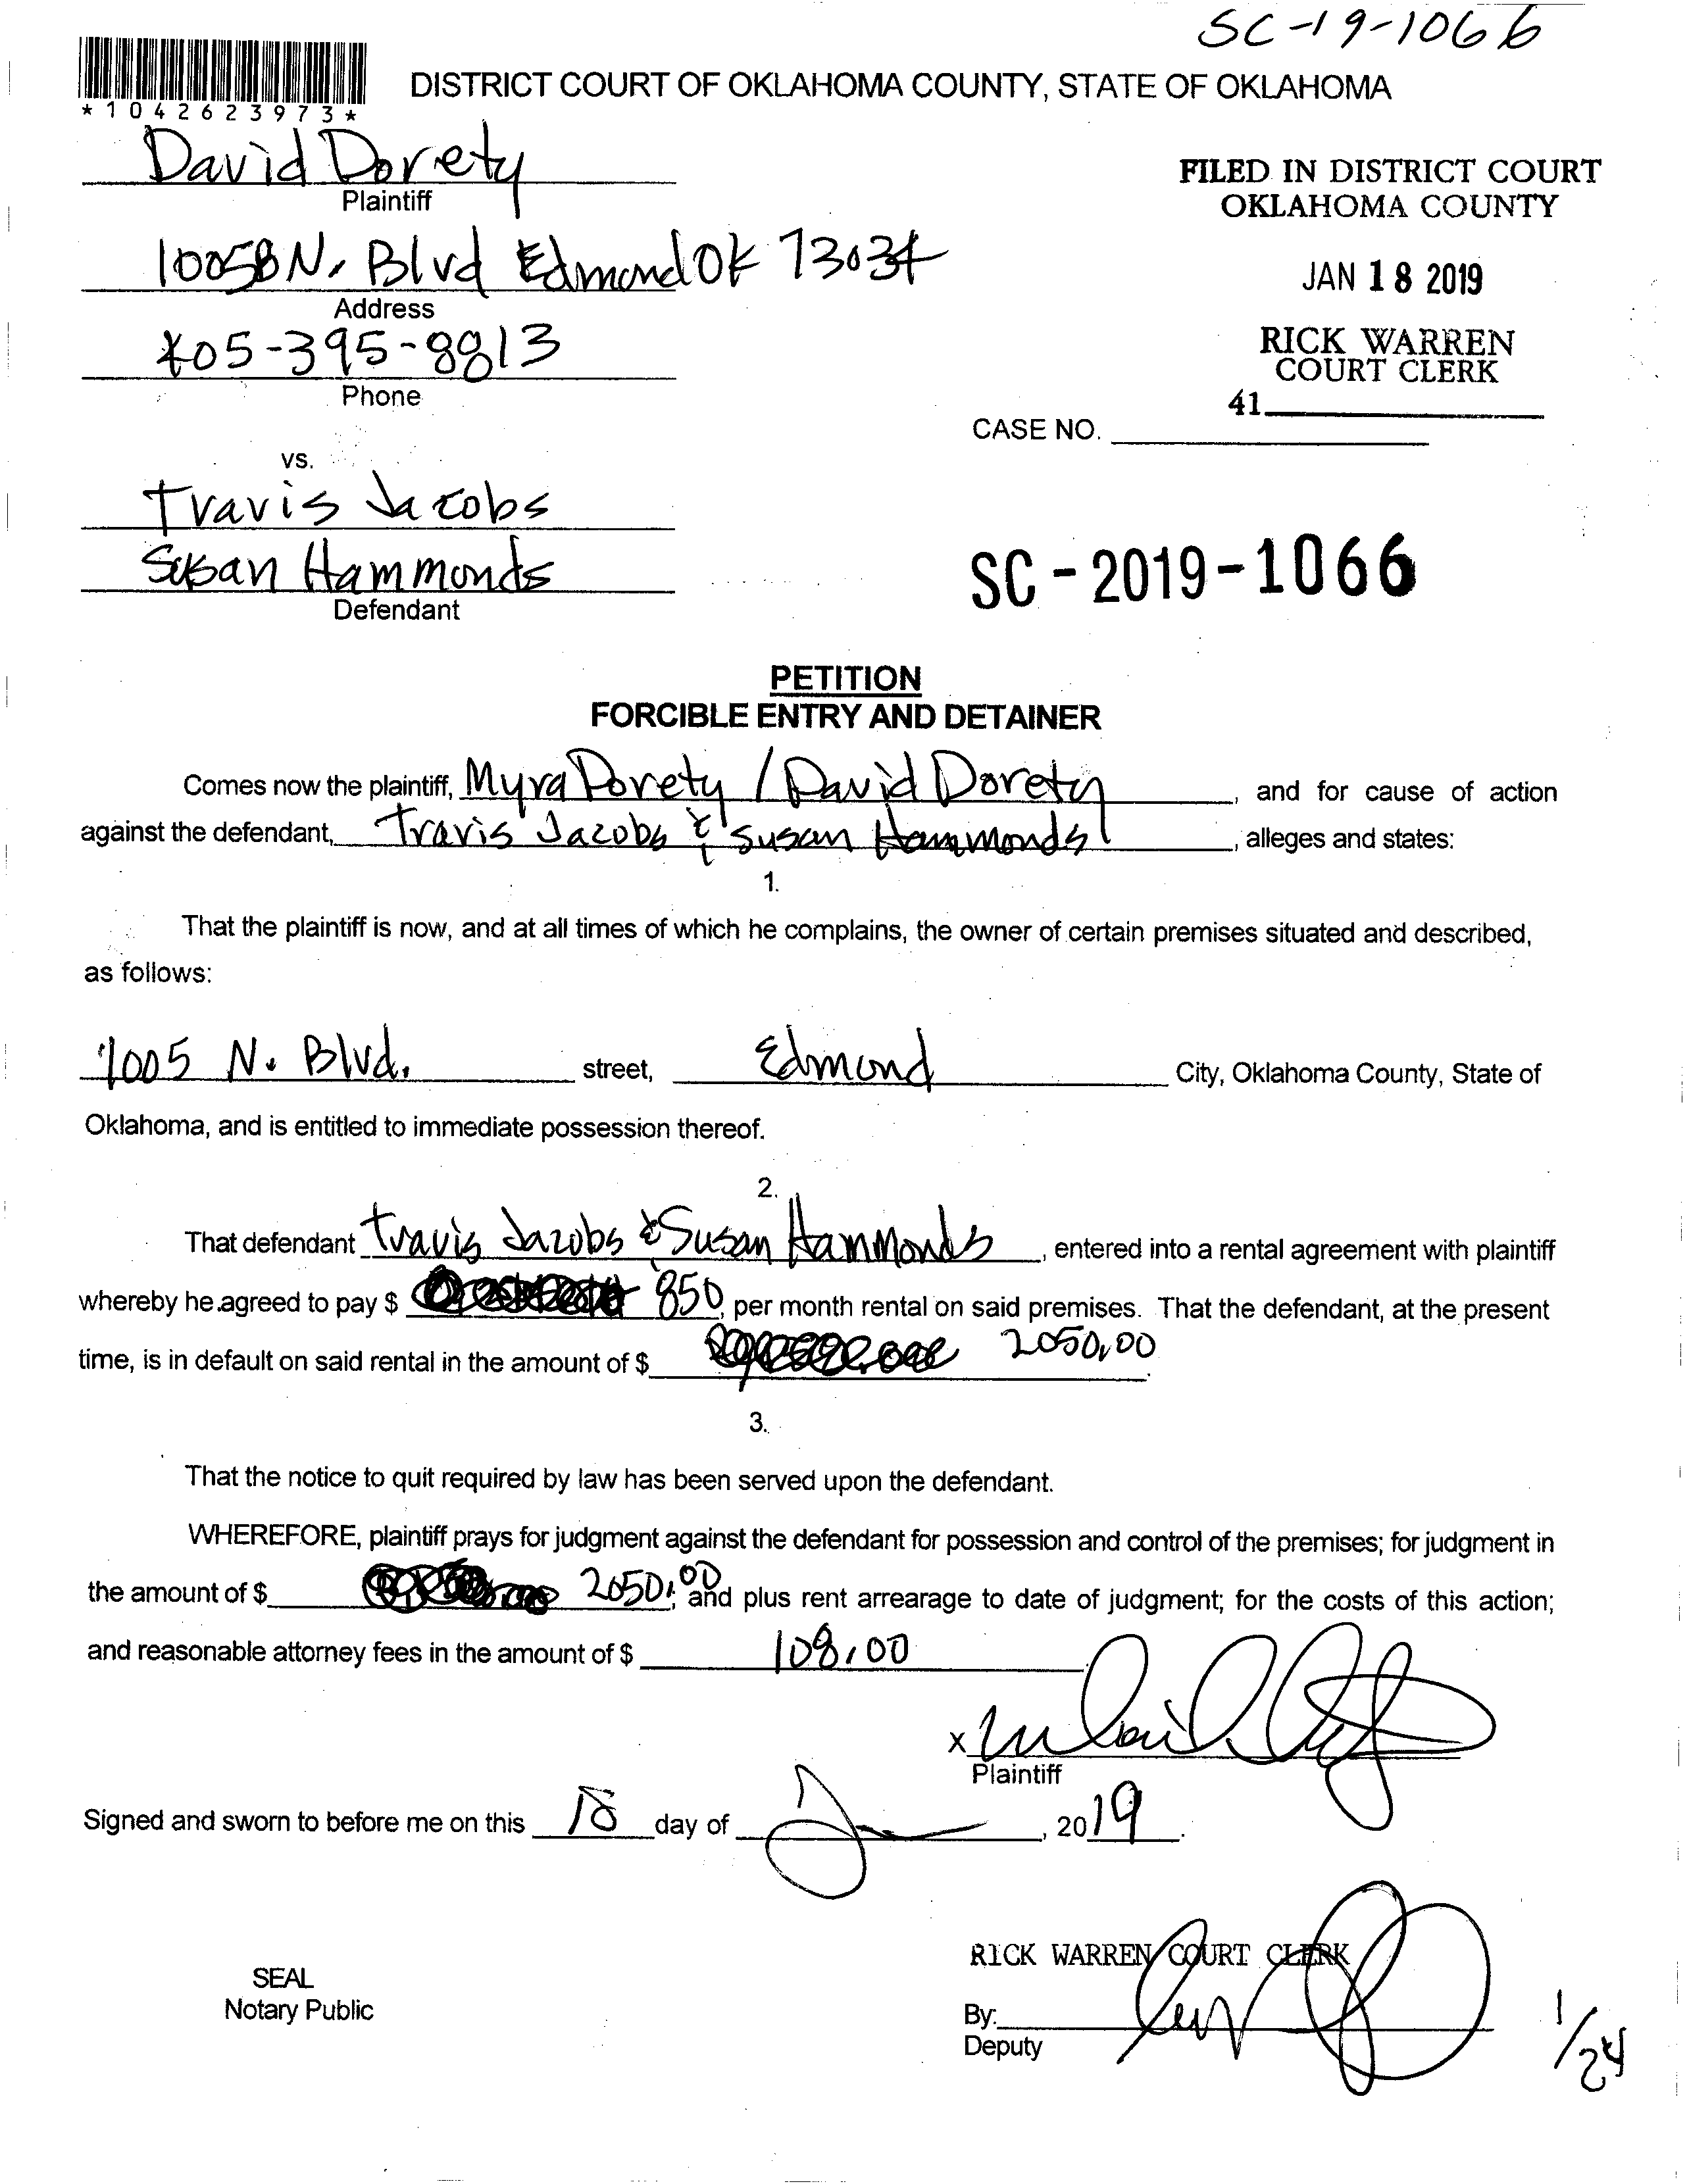 SC-19-1066
*1042623973*
DISTRICT COURT OF OKLAHOMA COUNTY, STATE OF OKLAHOMA
David Dorety
Plaintiff
FILED IN DISTRICT COURT
OKLAHOMA COUNTY
1005B N. Blvd Edmond Ok 73034
Address
JAN 18 2019
405-395-8813
Phone
RICK WARREN
COURT CLERK
41
CASE NO.
vs.
Travis Jacobs
Susan Hammonds
Defendant
SC-2019-1066
PETITION
FORCIBLE ENTRY AND DETAINER
Comes now the plaintiff, Myra Dorety / David Dorety, and for cause of action
against the defendant, Travis Jacobs & Susan Hammonds, alleges and states:
1.
That the plaintiff is now, and at all times of which he complains, the owner of certain premises situated and described,
as follows:
1005 N. Blvd. street, Edmond City, Oklahoma County, State of
Oklahoma, and is entitled to immediate possession thereof.
2.
That defendant Travis Jacobs & Susan Hammonds, entered into a rental agreement with plaintiff
whereby he agreed to pay $ 850, per month rental on said premises. That the defendant, at the present
time, is in default on said rental in the amount of $ 2050.00.
3.
That the notice to quit required by law has been served upon the defendant.
WHEREFORE, plaintiff prays for judgment against the defendant for possession and control of the premises; for judgment in
the amount of $ 2050.00; and plus rent arrearage to date of judgment; for the costs of this action;
and reasonable attorney fees in the amount of $ 108.00.
X
Plaintiff
Signed and sworn to before me on this 18 day of , 2019.
RICK WARREN COURT CLERK
SEAL
Notary Public
By:
Deputy
1/24